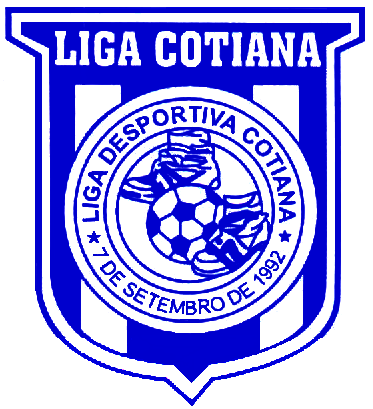 LIGA COTIANA
LIGA DESPORTIVA COTIANA
7 DE SETEMBRO DE 1992